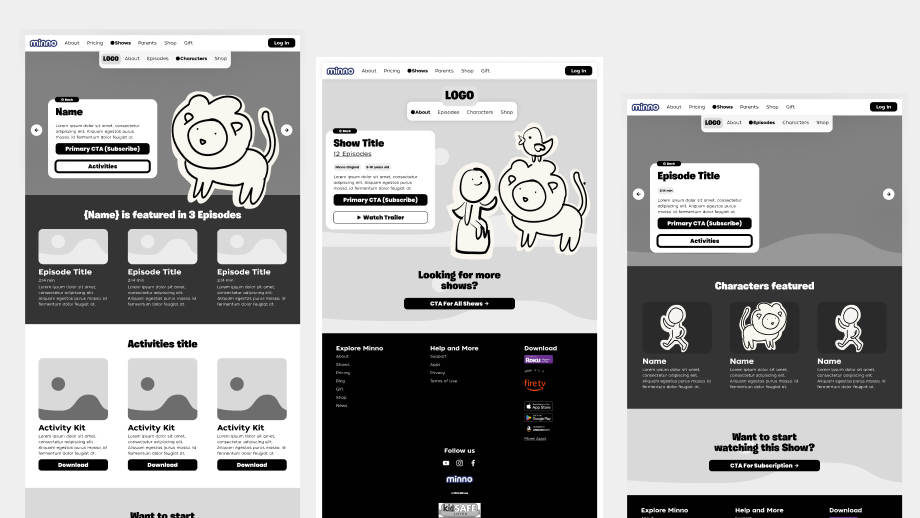 minno About Pricing Shows Parents Shop Gift Log In
LOGO About Episodes Characters Shop
Back
Name
Lorem ipsum dolor sit amet,
consectetur adipiscing elit.
Aliquam egestas purus
massa, id fermentum dolor
feugiat at.
Primary CTA (Subscribe)
Activities
{Name} is featured in 3 Episodes
Episode Title
2:14 min
Lorem ipsum dolor sit amet,
consectetur adipiscing elit.
Aliquam egestas purus massa, id
fermentum dolor feugiat at.
Episode Title
2:14 min
Lorem ipsum dolor sit amet,
consectetur adipiscing elit.
Aliquam egestas purus massa, id
fermentum dolor feugiat at.
Episode Title
2:14 min
Lorem ipsum dolor sit amet,
consectetur adipiscing elit.
Aliquam egestas purus massa, id
fermentum dolor feugiat at.
Activities title
Activity Kit
Lorem ipsum dolor sit amet,
consectetur adipiscing elit.
Aliquam egestas purus massa, id
fermentum dolor feugiat at.
Download
Activity Kit
Lorem ipsum dolor sit amet,
consectetur adipiscing elit.
Aliquam egestas purus massa, id
fermentum dolor feugiat at.
Download
Activity Kit
Lorem ipsum dolor sit amet,
consectetur adipiscing elit.
Aliquam egestas purus massa, id
fermentum dolor feugiat at.
Download
Want to start
minno About Pricing Shows Parents Shop Gift Log In
LOGO
About Episodes Characters Shop
Back
Show Title
12 Episodes
Minno Original 5-10 years old
Lorem ipsum dolor sit amet,
consectetur adipiscing elit.
Aliquam egestas purus massa,
id fermentum dolor feugiat at.
Primary CTA (Subscribe)
Watch Trailer
Looking for more
shows?
CTA For All Shows →
Explore Minno
About
Shows
Pricing
Blog
Gift
Shop
News
Help and More
Support
Apps
Privacy
Terms of Use
Download
Roku
firetv
App Store
Google Play
amazon
More Apps
Follow us
minno
kidSAFE
LISTED
minno About Pricing Shows Parents Shop Gift Log In
LOGO About Episodes Characters Shop
Back
Episode Title
2:14 min
Lorem ipsum dolor sit amet,
consectetur adipiscing elit.
Aliquam egestas purus massa,
id fermentum dolor feugiat at.
Primary CTA (Subscribe)
Activities
Characters featured
Name
Lorem ipsum dolor sit amet,
consectetur adipiscing elit.
Aliquam egestas purus massa, id
fermentum dolor feugiat at.
Name
Lorem ipsum dolor sit amet,
consectetur adipiscing elit.
Aliquam egestas purus massa, id
fermentum dolor feugiat at.
Name
Lorem ipsum dolor sit amet,
consectetur adipiscing elit.
Aliquam egestas purus massa, id
fermentum dolor feugiat at.
Want to start
watching this Show?
CTA For Subscription →
Explore Minno
Help and More
Download